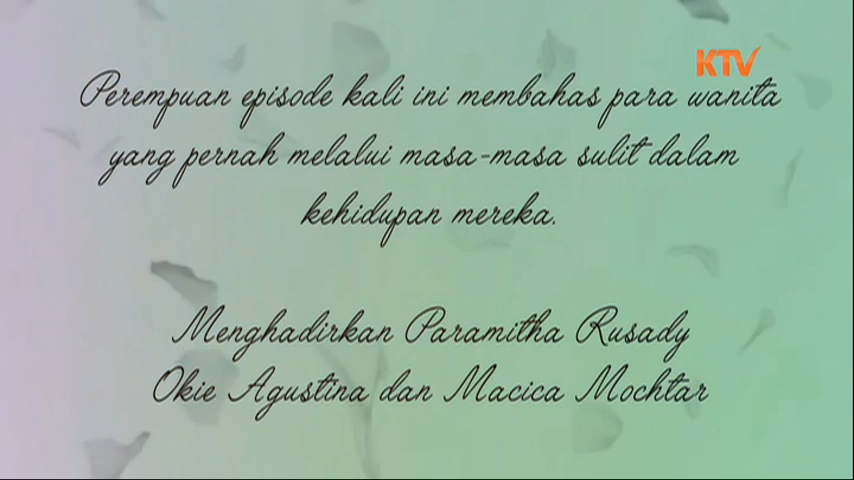 KTV
Perempuan episode kali ini membahas para wanita
yang pernah melalui masa-masa sulit dalam
kehidupan mereka.
Menghadirkan Paramitha Rusady
Okie Agustina dan Macica Mochtar